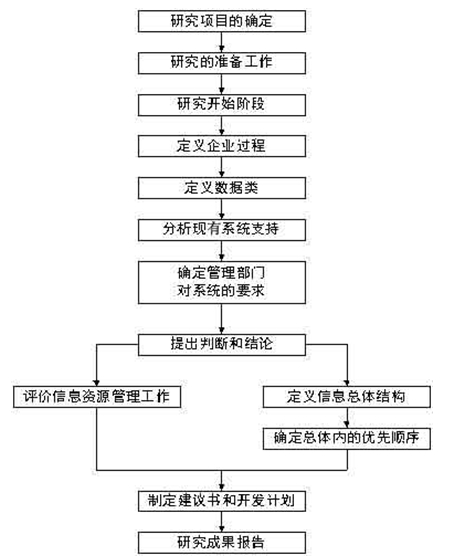 研究项目的确定
研究的准备工作
研究开始阶段
定义企业过程
定义数据类
分析现有系统支持
确定管理部门
对系统的要求
提出判断和结论
评价信息资源管理工作
定义信息总体结构
确定总体内的优先顺序
制定建议书和开发计划
研究成果报告